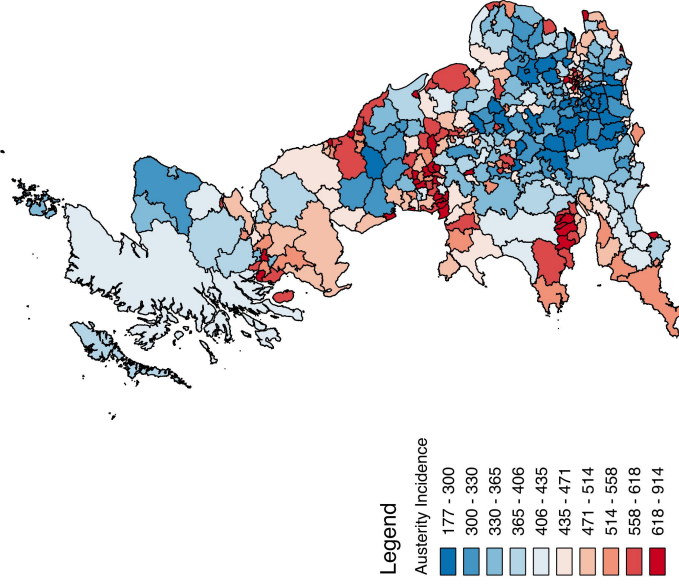 Legend
Austerity Incidence
177 - 300
300 - 330
330 - 365
365 - 406
406 - 435
435 - 471
471 - 514
514 - 558
558 - 618
618 - 914